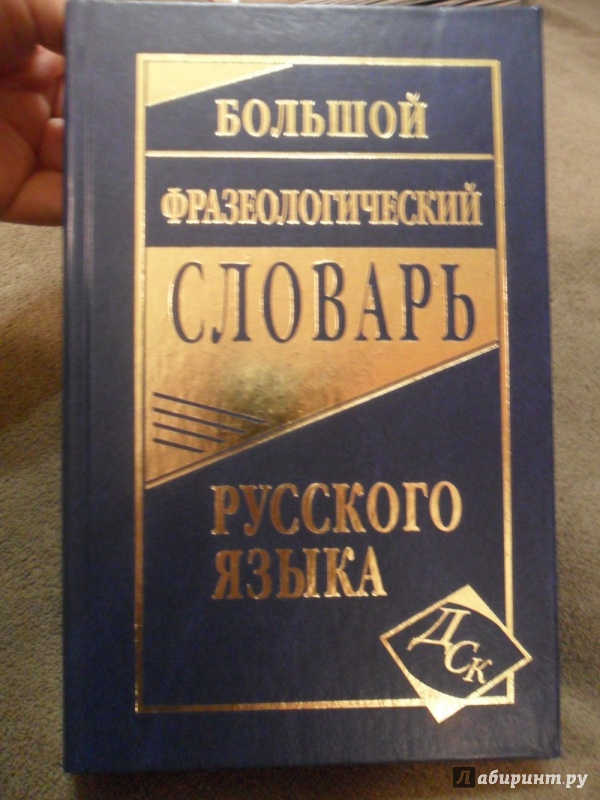 БОЛЬШОЙ
ФРАЗЕОЛОГИЧЕСКИЙ
СЛОВАРЬ
РУССКОГО
ЯЗЫКА
ДСК
Лабиринт.ру